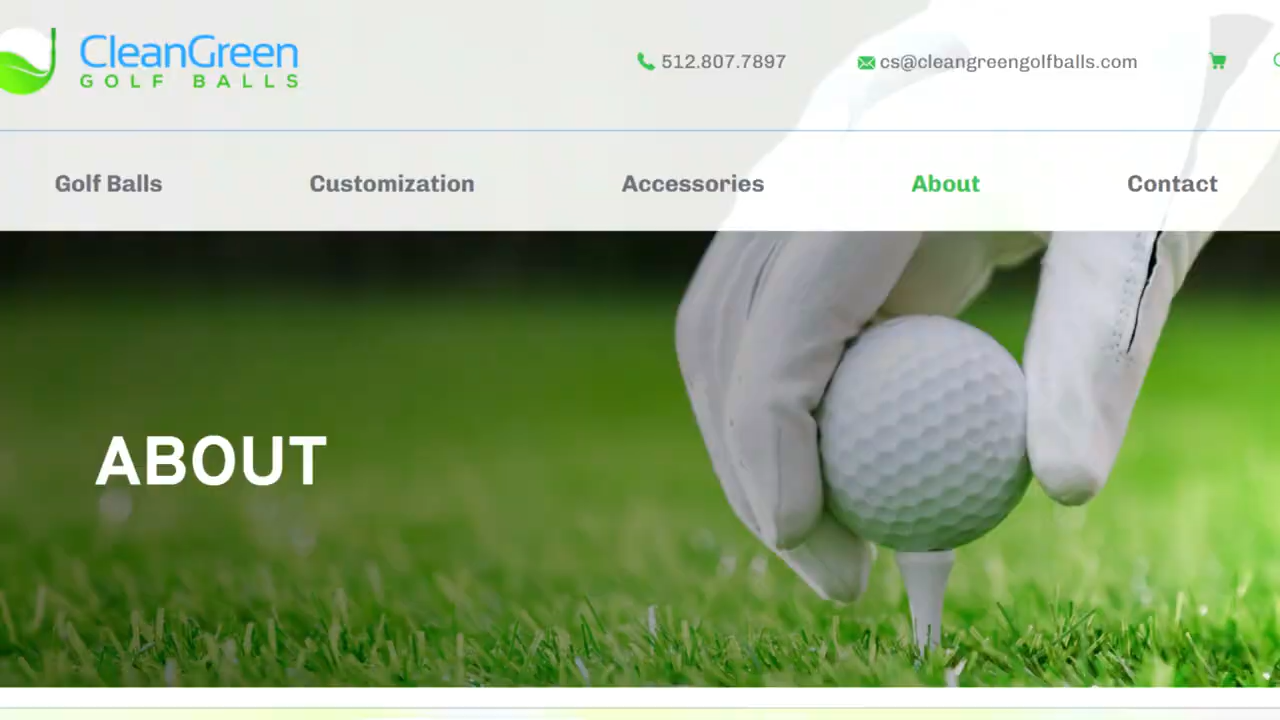 CleanGreen
GOLF BALLS
512.807.7897
cs@cleangreengolfballs.com
Golf Balls
Customization
Accessories
About
Contact
ABOUT